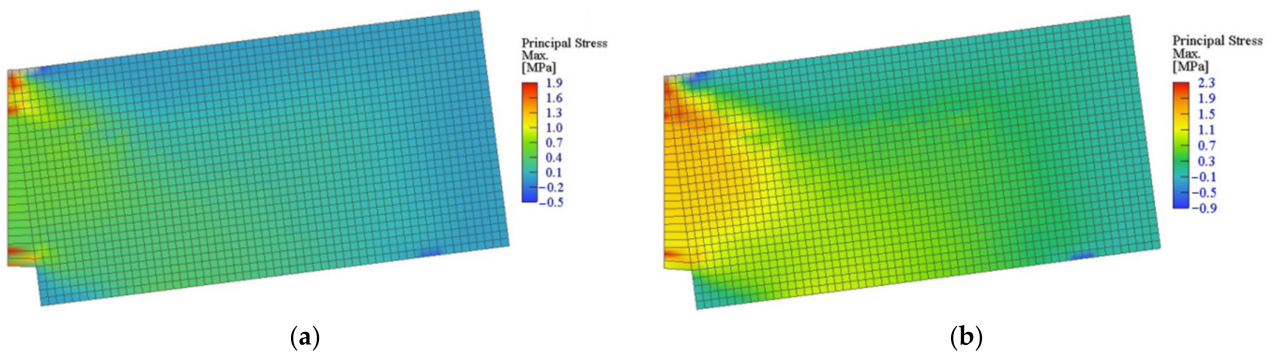 Principal Stress
Max.
[MPa]
1.9
1.6
1.3
1.0
0.7
0.4
0.1
−0.2
−0.5
Principal Stress
Max.
[MPa]
2.3
1.9
1.5
1.1
0.7
0.3
−0.1
−0.5
−0.9
(a)
(b)